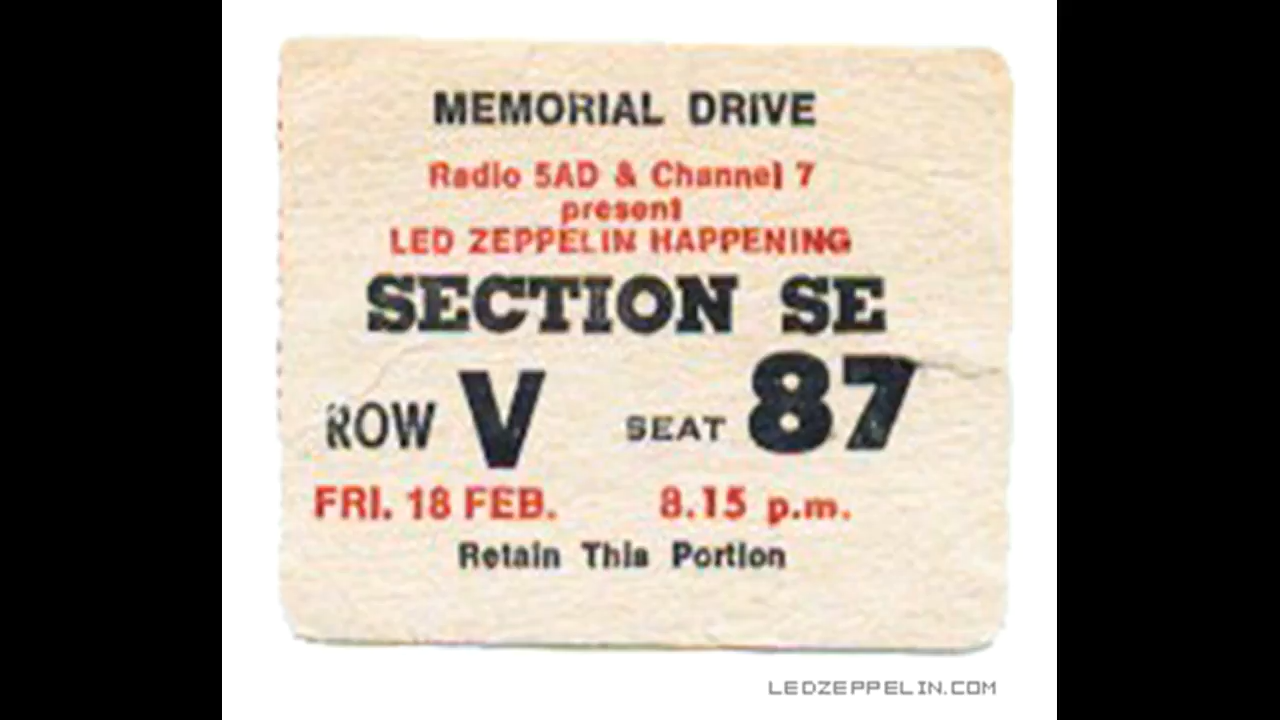 MEMORIAL DRIVE
Radio 5AD & Channel 7
present
LED ZEPPELIN HAPPENING
SECTION SE
ROW V SEAT 87
FRI. 18 FEB. 8.15 p.m.
Retain This Portion
LEDZEPPELIN.COM